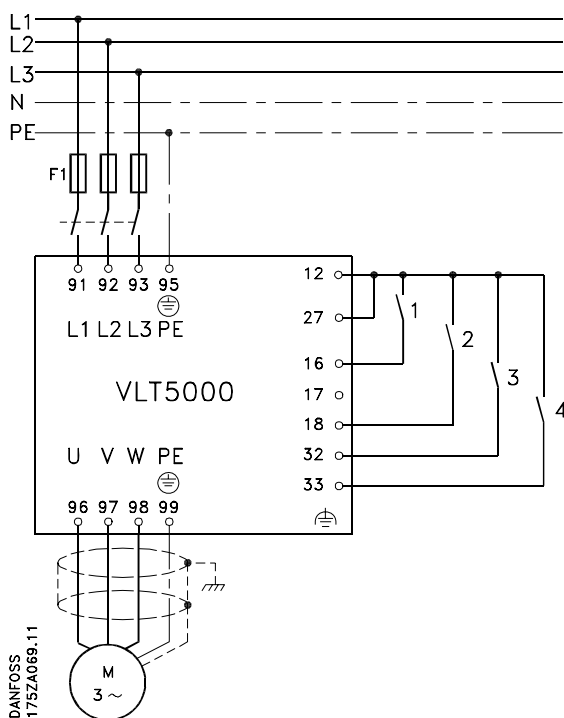 L1
L2
L3
N
PE
F1
91 92 93 95
L1 L2 L3 PE
12
27
16
17
18
32
33
1
2
3
4
VLT5000
U V W PE
96 97 98 99
M
3 ~
DANFOSS
175ZA069.11